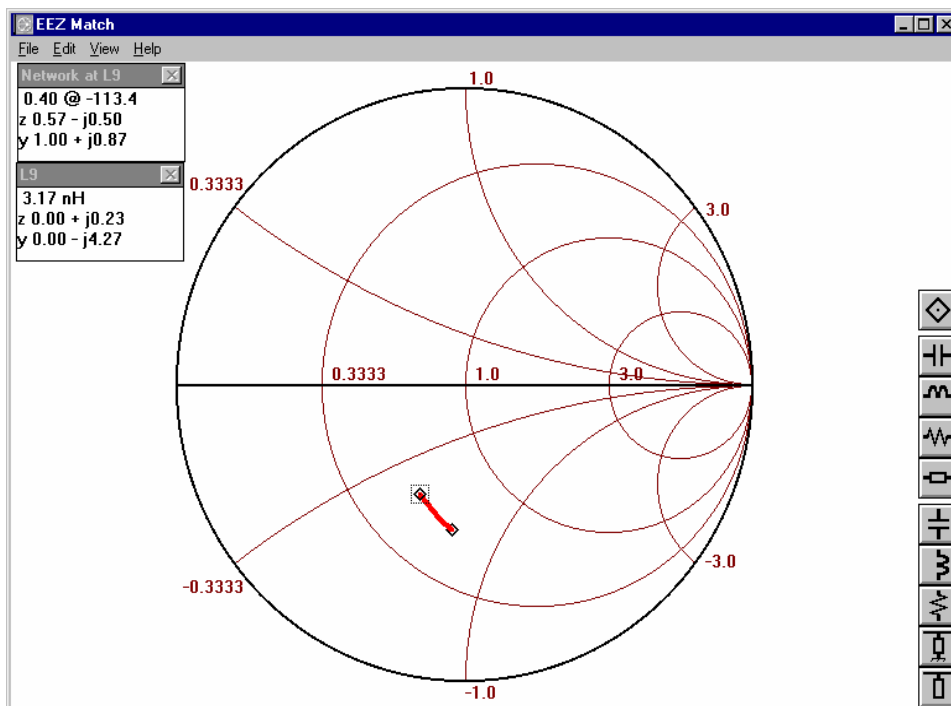 EEZ Match
File Edit View Help
Network at L9
0.40 @ -113.4
z 0.57 - j0.50
y 1.00 + j0.87
L9
3.17 nH
z 0.00 + j0.23
y 0.00 - j4.27
1.0
0.3333
3.0
0.3333 1.0 3.0
-0.3333
-3.0
-1.0